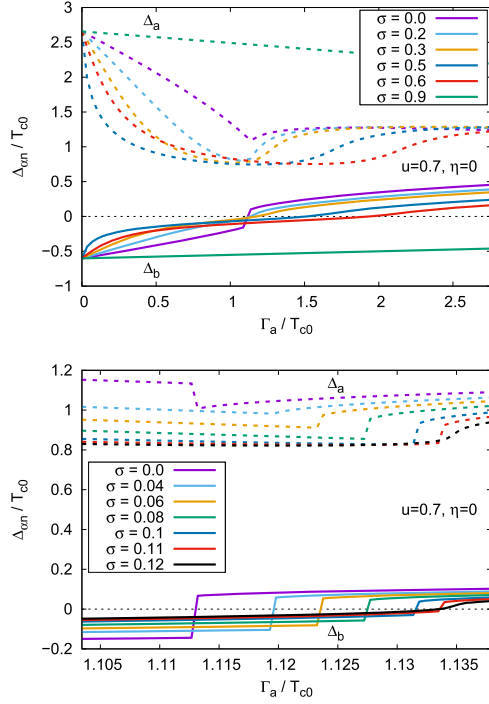 3
2.5
2
1.5
1
0.5
0
−0.5
−1
Δαn / Tc0
Δa
σ = 0.0
σ = 0.2
σ = 0.3
σ = 0.5
σ = 0.6
σ = 0.9
u=0.7, η=0
Δb
0 0.5 1 1.5 2 2.5
Γa / Tc0
1.2
1
0.8
0.6
0.4
0.2
0
−0.2
Δαn / Tc0
Δa
σ = 0.0
σ = 0.04
σ = 0.06
σ = 0.08
σ = 0.1
σ = 0.11
σ = 0.12
u=0.7, η=0
Δb
1.105 1.11 1.115 1.12 1.125 1.13 1.135
Γa / Tc0